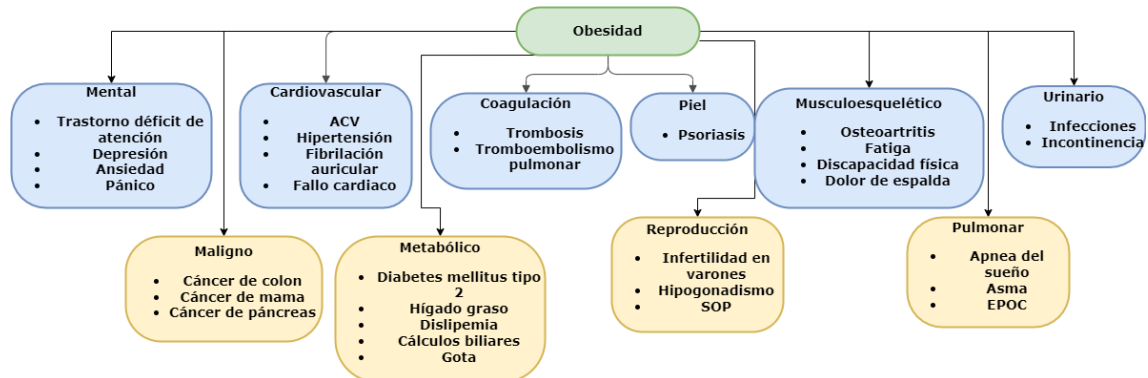 Obesidad
Mental
Trastorno déficit de
atención
Depresión
Ansiedad
Pánico
Cardiovascular
ACV
Hipertensión
Fibrilación
auricular
Fallo cardiaco
Coagulación
Trombosis
Tromboembolismo
pulmonar
Piel
Psoriasis
Musculoesquelético
Osteoartritis
Fatiga
Discapacidad física
Dolor de espalda
Urinario
Infecciones
Incontinencia
Maligno
Cáncer de colon
Cáncer de mama
Cáncer de páncreas
Metabólico
Diabetes mellitus tipo
2
Hígado graso
Dislipemia
Cálculos biliares
Gota
Reproducción
Infertilidad en
varones
Hipogonadismo
SOP
Pulmonar
Apnea del
sueño
Asma
EPOC